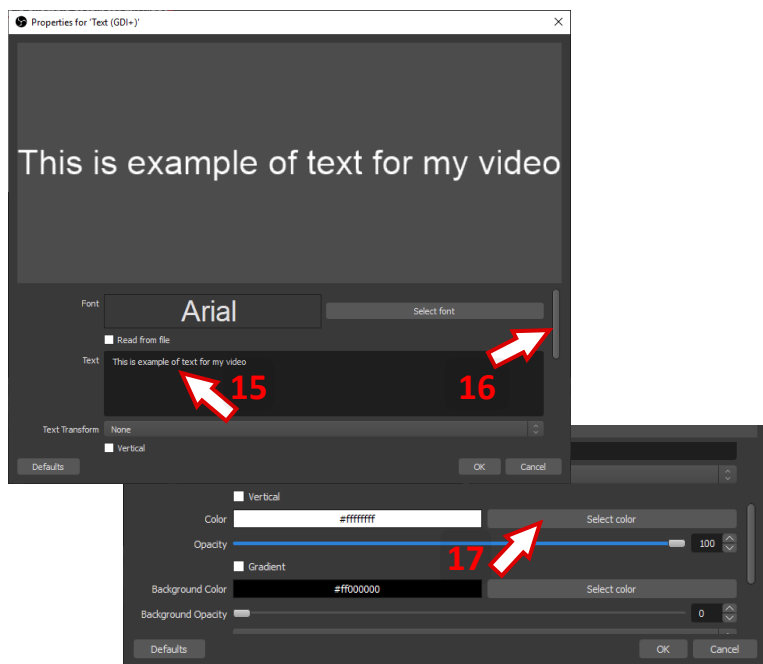 Properties for 'Text (GDI+)'
This is example of text for my video
Font
Arial
Select font
Read from file
Text
This is example of text for my video
15
16
Text Transform
None
Vertical
Defaults
OK
Cancel
Vertical
Color
#ffffffff
Select color
Opacity
100
17
Gradient
Background Color
#ff000000
Select color
Background Opacity
0
Defaults
OK
Cancel